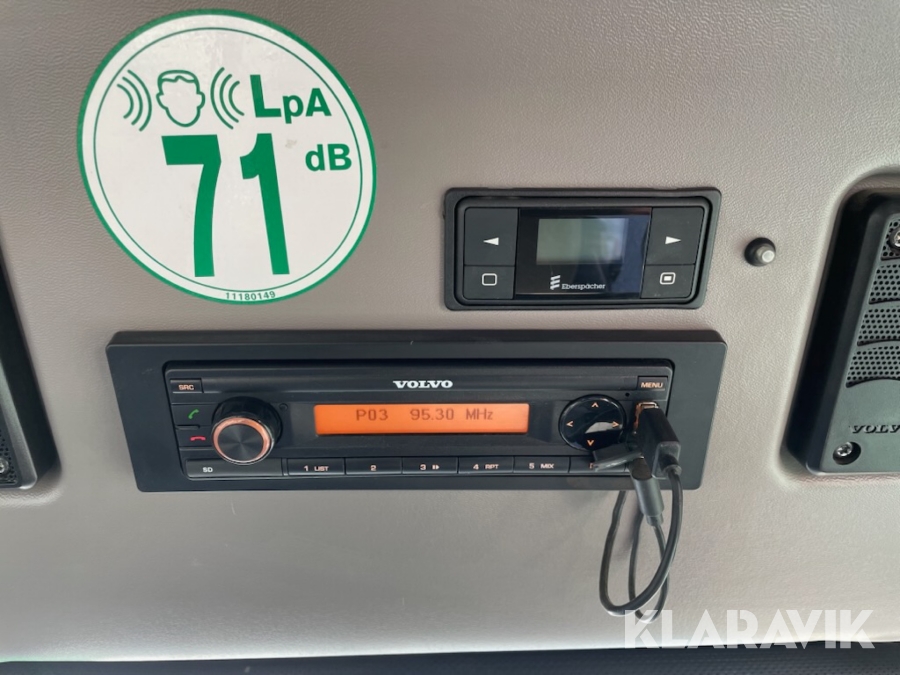 LpA
71 dB
11180149
Eberspächer
VOLVO
SRC
MENU
P03 95.30 MHz
SD
1 LIST
2
3
4 RPT
5 MIX
VOLV
KLARAVIK